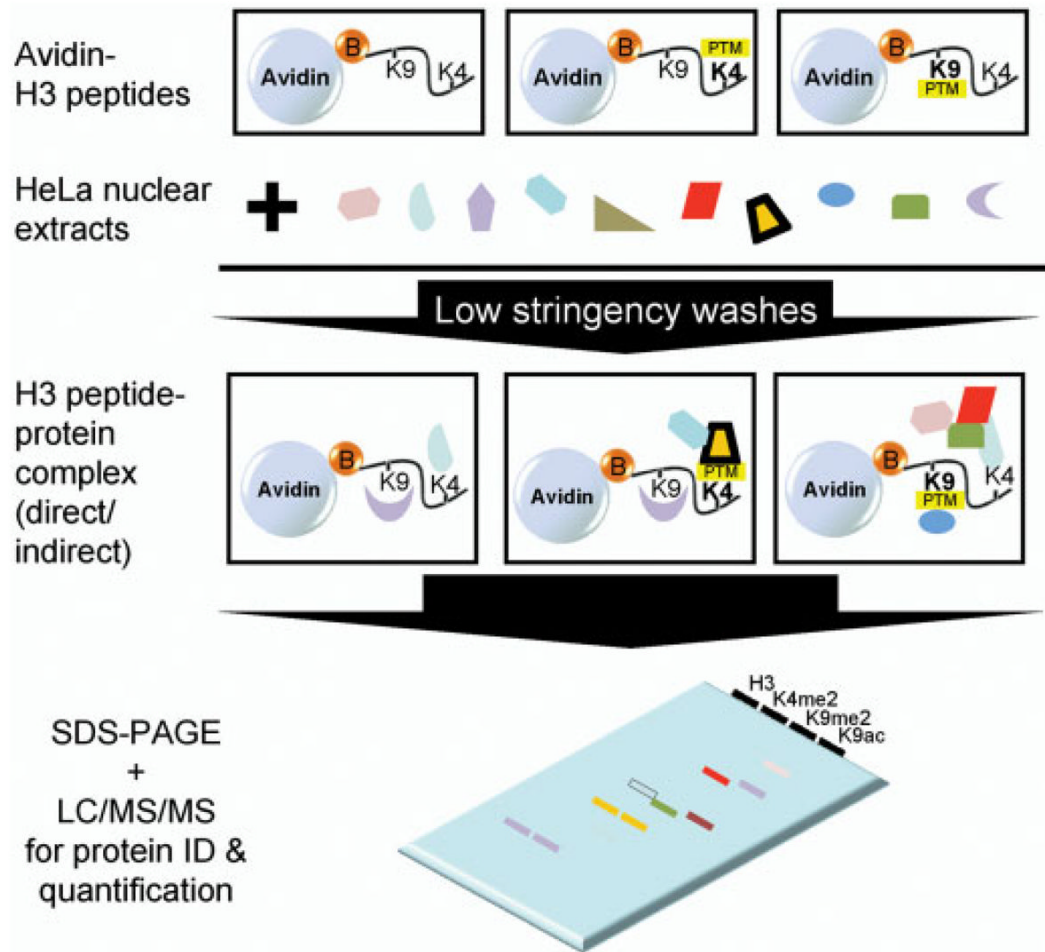 Avidin-
H3 peptides
Avidin
B
K9
K4
Avidin
B
K9
PTM
K4
Avidin
B
K9
PTM
K4
HeLa nuclear
extracts
Low stringency washes
H3 peptide-
protein
complex
(direct/
indirect)
Avidin
B
K9
K4
Avidin
B
K9
PTM
K4
Avidin
B
K9
PTM
K4
SDS-PAGE
+
LC/MS/MS
for protein ID &
quantification
H3
K4me2
K9me2
K9ac